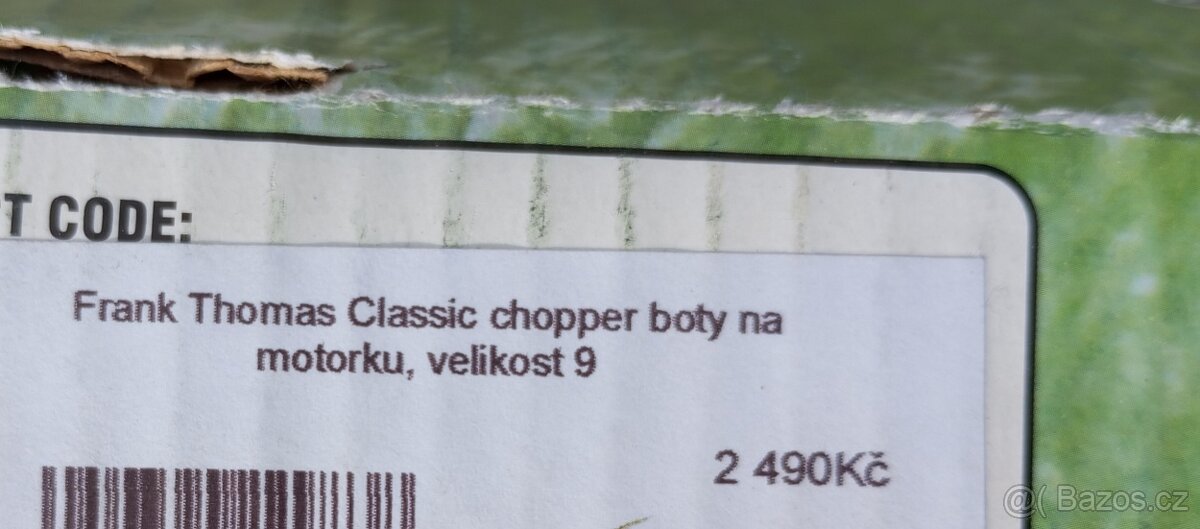 T CODE:
Frank Thomas Classic chopper boty na
motorku, velikost 9
2 490Kč
@( Bazos.cz